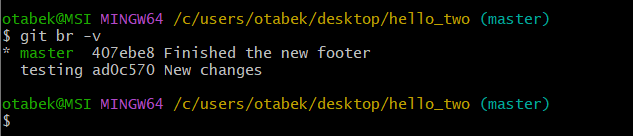 otabek@MSI MINGW64 /c/users/otabek/desktop/hello_two (master)
$ git br -v
* master  407ebe8 Finished the new footer
  testing ad0c570 New changes
otabek@MSI MINGW64 /c/users/otabek/desktop/hello_two (master)
$